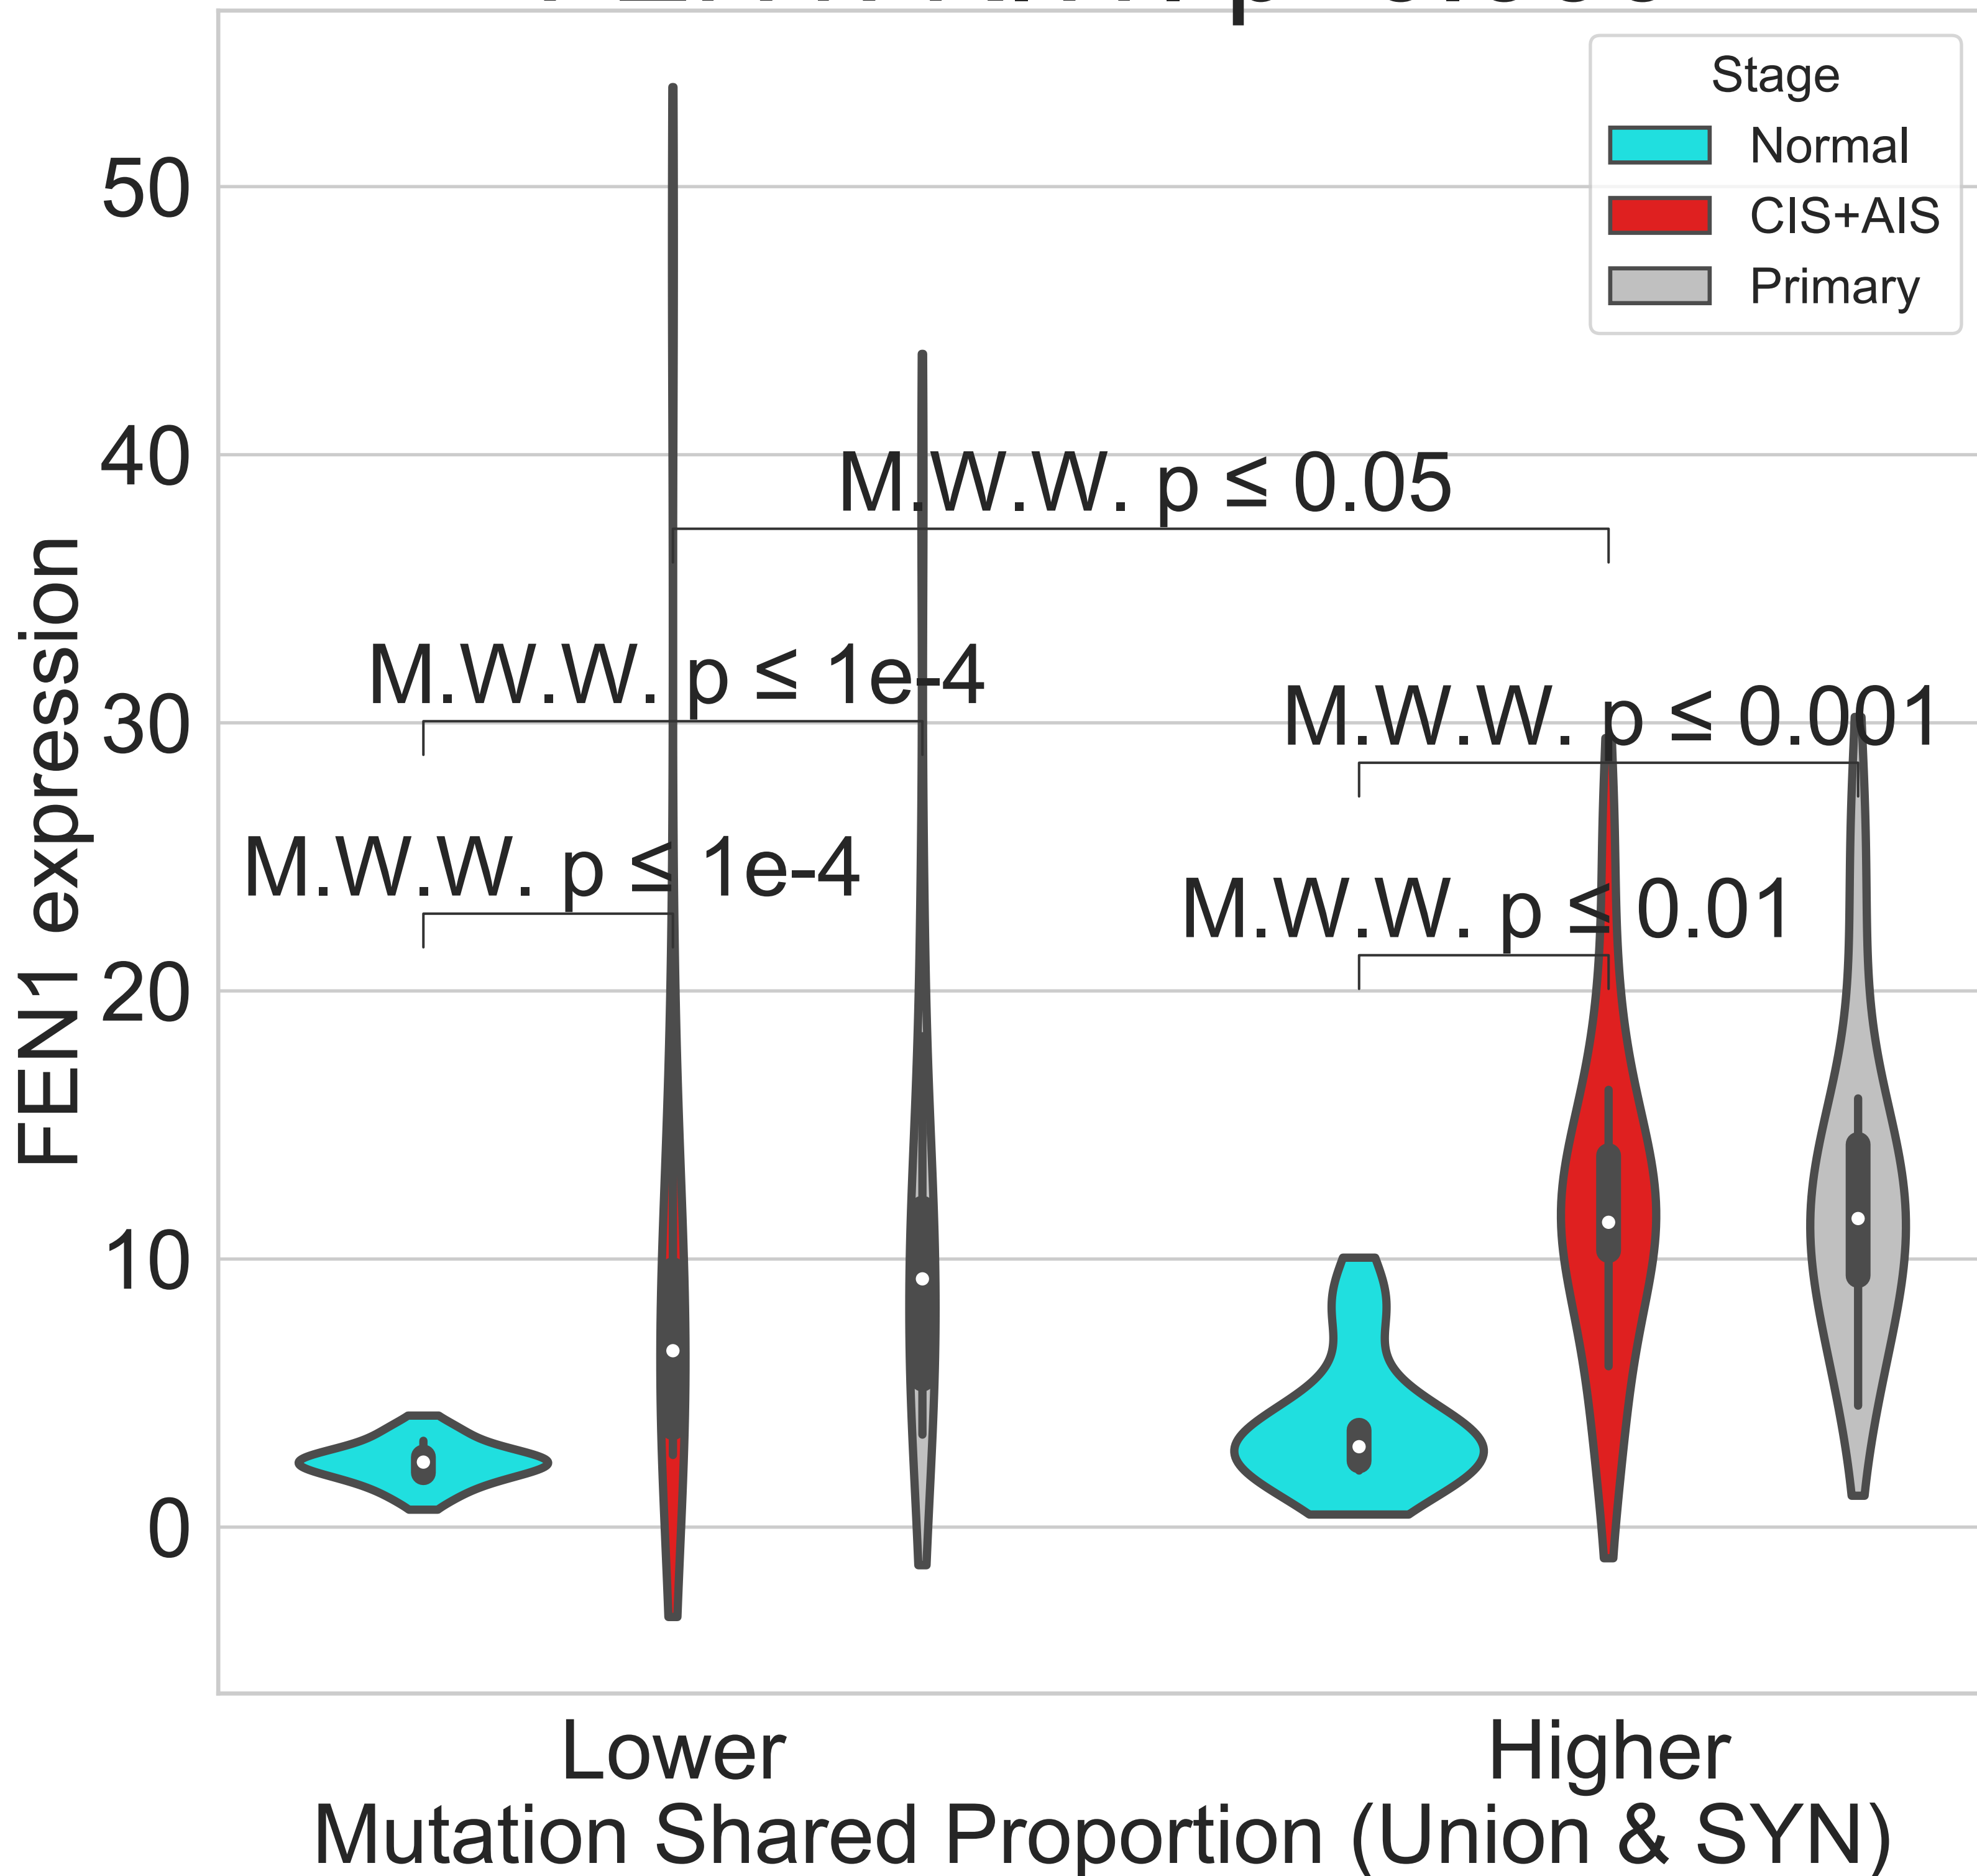 Stage
Normal
CIS+AIS
Primary
50
40
30
20
10
0
FEN1 expression
M.W.W. p ≤ 0.05
M.W.W. p ≤ 1e-4
M.W.W. p ≤ 0.001
M.W.W. p ≤ 1e-4
M.W.W. p ≤ 0.01
Lower
Higher
Mutation Shared Proportion (Union & SYN)